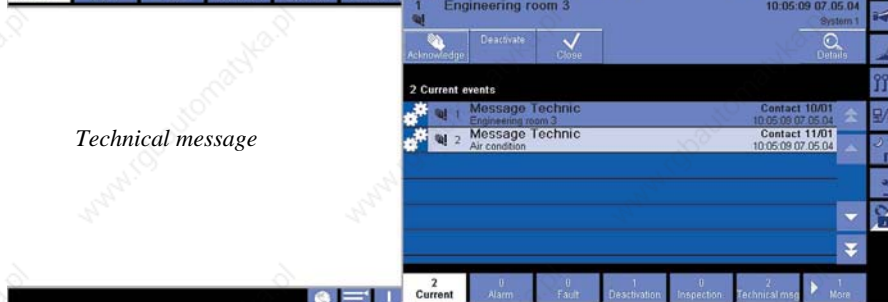 Technical message
1 Engineering room 3 10:05:09 07.05.04
System 1
Acknowledge Deactivate Close Details
2 Current events
1 Message Technic Contact 10/01
Engineering room 3 10:05:09 07.05.04
2 Message Technic Contact 11/01
Air condition 10:05:09 07.05.04
2 0 0 1 0 2 1
Current Alarm Fault Deactivation Inspection Technical msg More